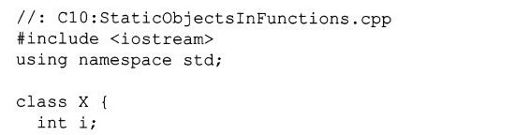 //: C10:StaticObjectsInFunctions.cpp
#include <iostream>
using namespace std;

class X {
  int i;